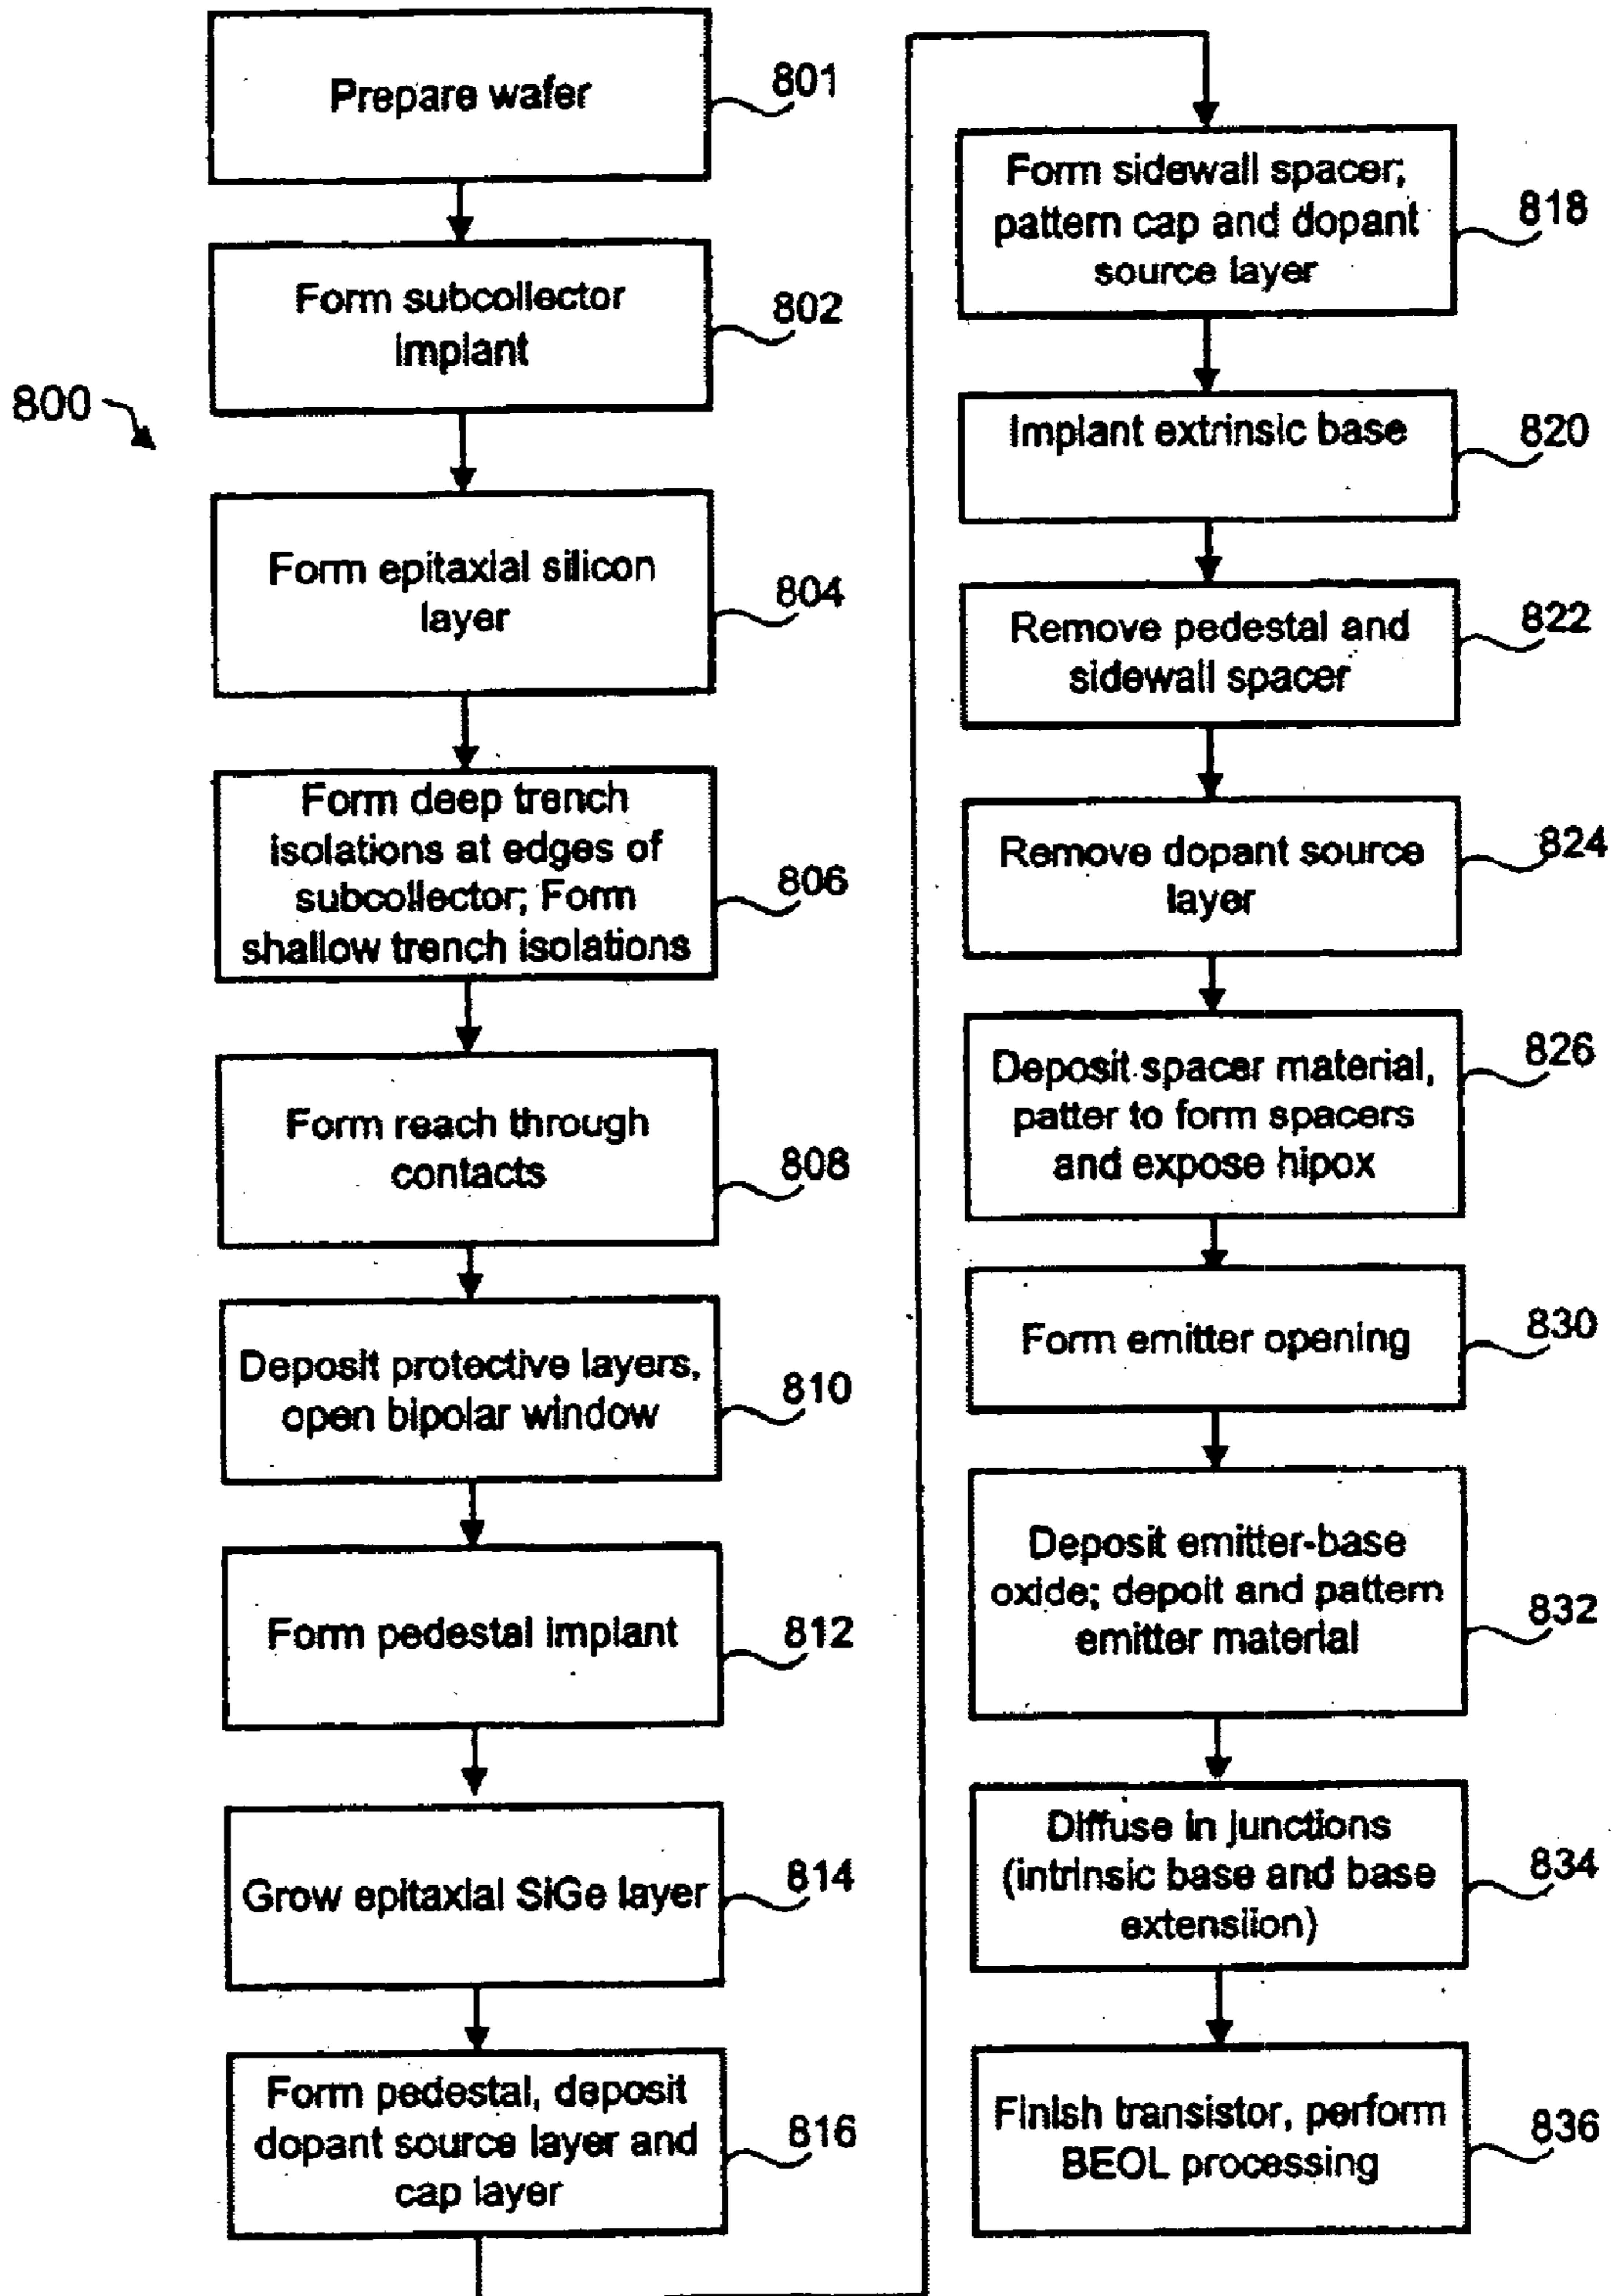 Prepare wafer
801
Form subcollector
implant
802
800
Form epitaxial silicon
layer
804
Form deep trench
isolations at edges of
subcollector; Form
shallow trench isolations
806
Form reach through
contacts
808
Deposit protective layers,
open bipolar window
810
Form pedestal implant
812
Grow epitaxial SiGe layer
814
Form pedestal, deposit
dopant source layer and
cap layer
816
Form sidewall spacer;
pattern cap and dopant
source layer
818
Implant extrinsic base
820
Remove pedestal and
sidewall spacer
822
Remove dopant source
layer
824
Deposit spacer material,
patter to form spacers
and expose hipox
826
Form emitter opening
830
Deposit emitter-base
oxide; depoit and pattern
emitter material
832
Diffuse in junctions
(intrinsic base and base
extensiion)
834
Finish transistor, perform
BEOL processing
836